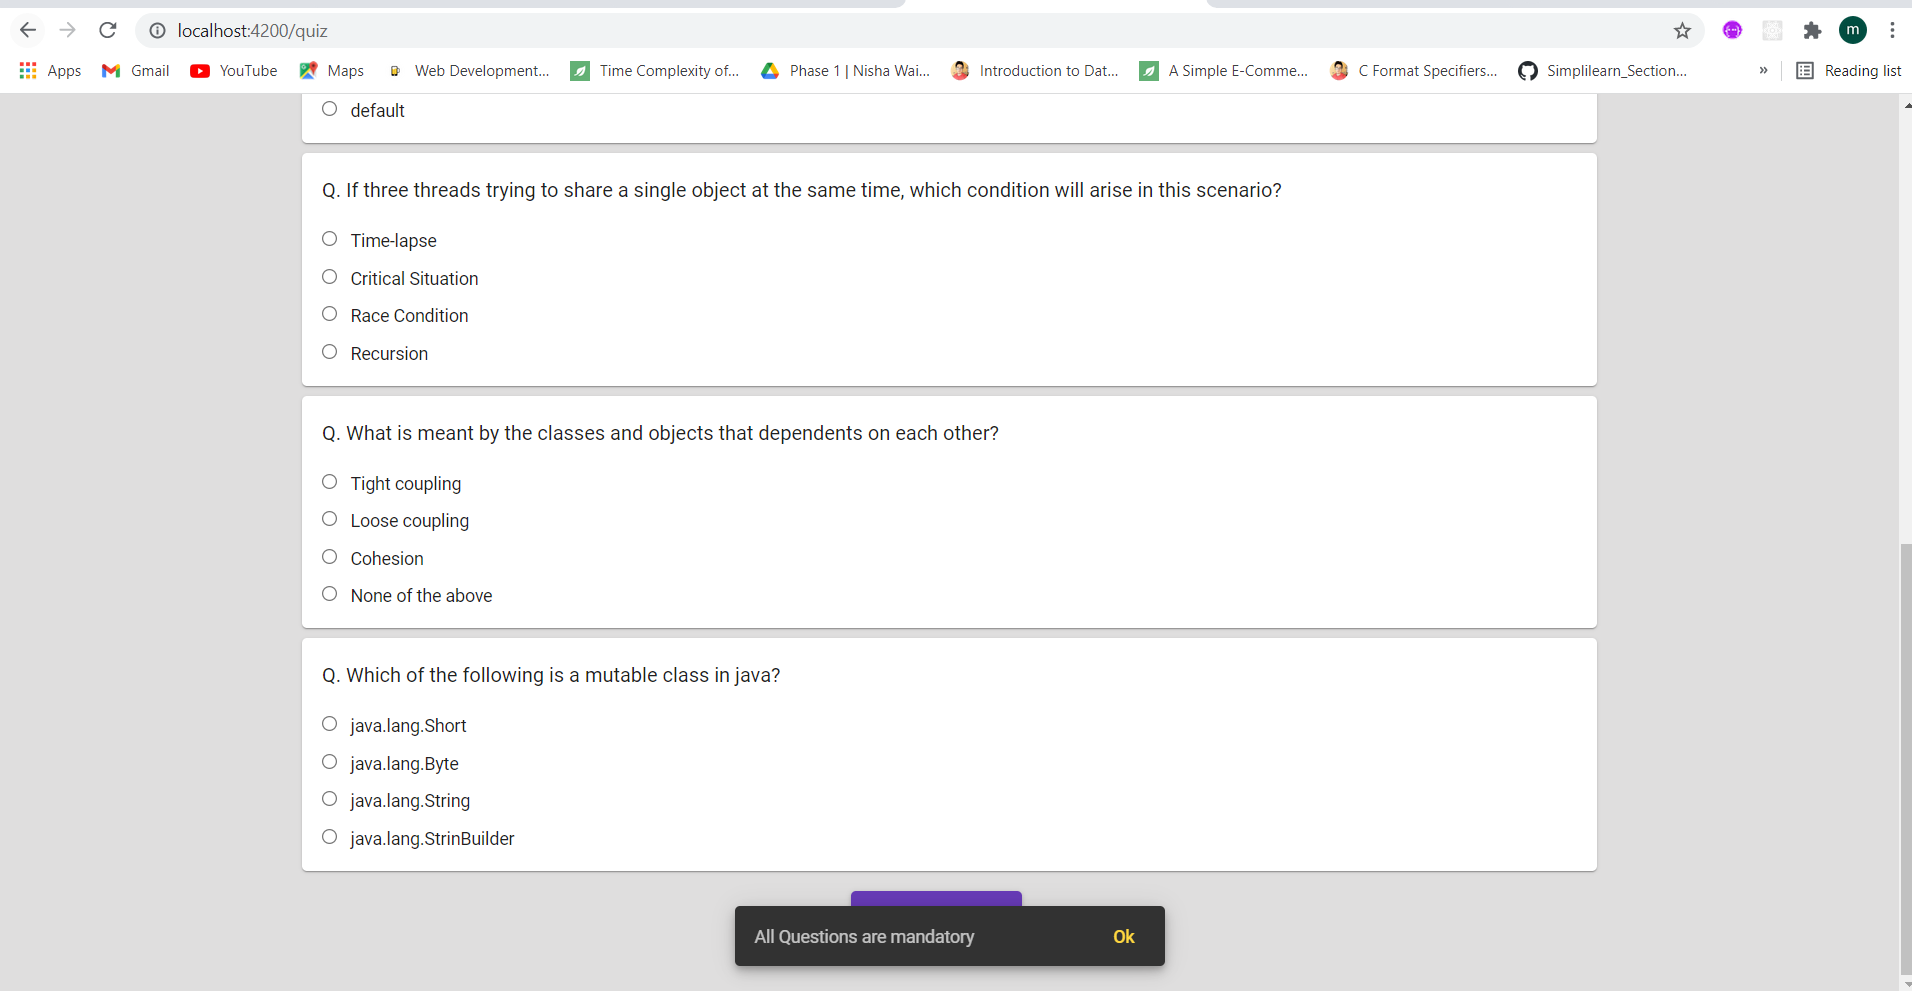 localhost:4200/quiz
m
Apps Gmail YouTube Maps Web Development... Time Complexity of... Phase 1 | Nisha Wai... Introduction to Dat... A Simple E-Comme... C Format Specifiers... Simplilearn_Section... » Reading list
default
Q. If three threads trying to share a single object at the same time, which condition will arise in this scenario?
Time-lapse
Critical Situation
Race Condition
Recursion
Q. What is meant by the classes and objects that dependents on each other?
Tight coupling
Loose coupling
Cohesion
None of the above
Q. Which of the following is a mutable class in java?
java.lang.Short
java.lang.Byte
java.lang.String
java.lang.StrinBuilder
All Questions are mandatory Ok